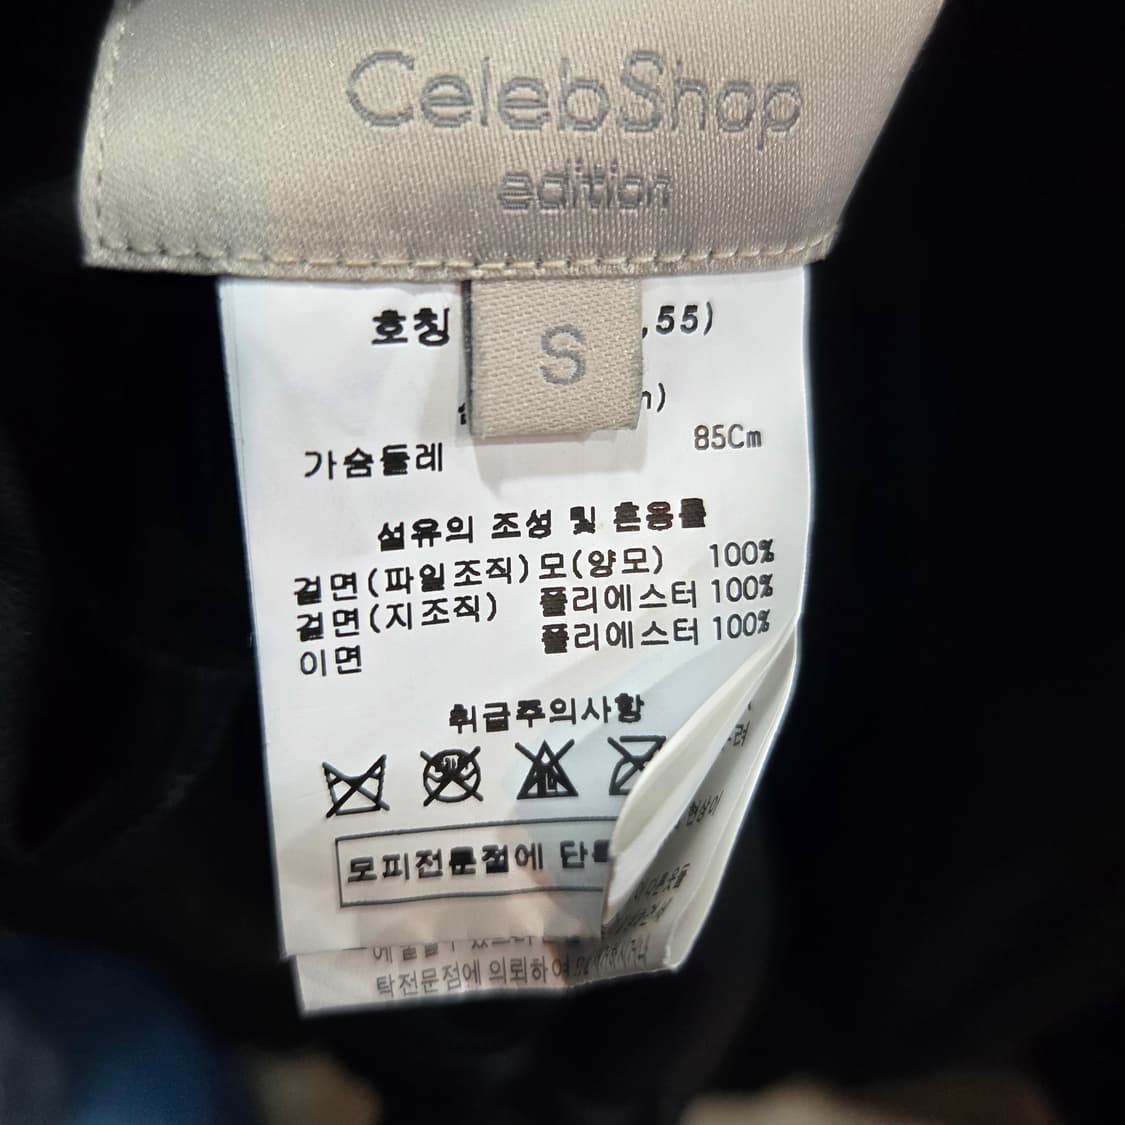 CelebShop
edition
호칭 S ,55)
가슴둘레 85Cm
섬유의 조성 및 혼용률
겉면(파일조직) 모(양모) 100%
겉면(지조직) 폴리에스터 100%
이면 폴리에스터 100%
취급주의사항
모피전문점에
탁전문점에 의뢰하여